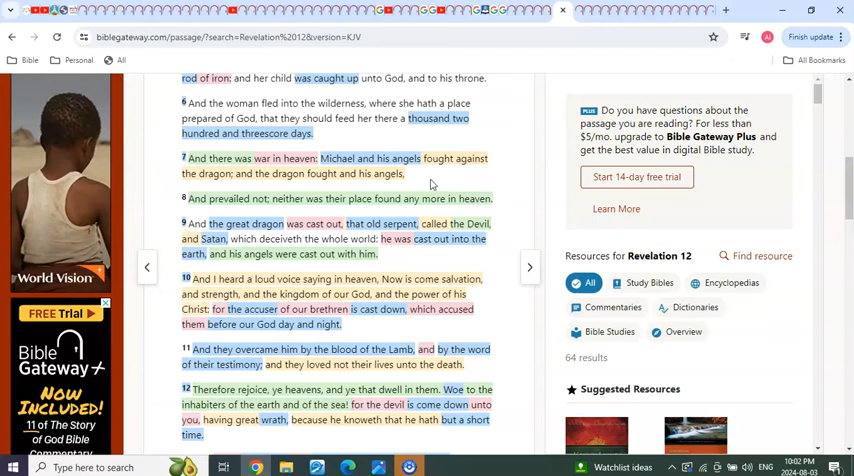 biblegateway.com/passage/?search=Revelation%2012&version=KJV
AI
Finish update
Bible
Personal
All
All Bookmarks
rod of iron: and her child was caught up unto God, and to his throne.
6 And the woman fled into the wilderness, where she hath a place
prepared of God, that they should feed her there a thousand two
hundred and threescore days.
7 And there was war in heaven: Michael and his angels fought against
the dragon; and the dragon fought and his angels,
8 And prevailed not; neither was their place found any more in heaven.
9 And the great dragon was cast out, that old serpent, called the Devil,
and Satan, which deceiveth the whole world: he was cast out into the
earth, and his angels were cast out with him.
10 And I heard a loud voice saying in heaven, Now is come salvation,
and strength, and the kingdom of our God, and the power of his
Christ: for the accuser of our brethren is cast down, which accused
them before our God day and night.
11 And they overcame him by the blood of the Lamb, and by the word
of their testimony; and they loved not their lives unto the death.
12 Therefore rejoice, ye heavens, and ye that dwell in them. Woe to the
inhabiters of the earth and of the sea! for the devil is come down unto
you, having great wrath, because he knoweth that he hath but a short
time.
World Vision
FREE Trial
Bible
Gateway+
NOW
INCLUDED!
11 of The Story
of God Bible
Commentary
PLUS Do you have questions about the
passage you are reading? For less than
$5/mo. upgrade to Bible Gateway Plus and
get the best value in digital Bible study.
Start 14-day free trial
Learn More
Resources for Revelation 12
Find resource
All
Study Bibles
Encyclopedias
Commentaries
Dictionaries
Bible Studies
Overview
64 results
Suggested Resources
Type here to search
Watchlist ideas
10:02 PM
2024-08-03